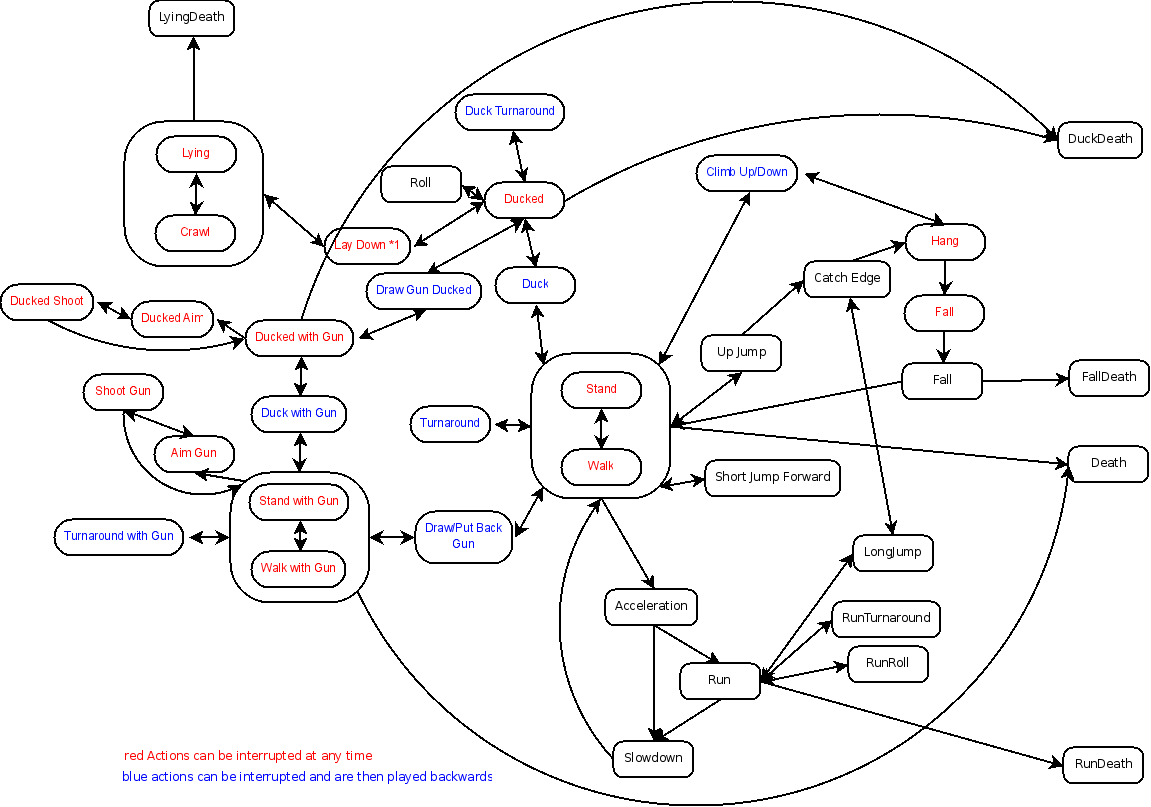 LyingDeath
Duck Turnaround
DuckDeath
Lying
Climb Up/Down
Roll
Ducked
Crawl
Lay Down *1
Hang
Catch Edge
Duck
Draw Gun Ducked
Ducked Shoot
Ducked Aim
Fall
Ducked with Gun
Up Jump
Fall
FallDeath
Shoot Gun
Stand
Duck with Gun
Turnaround
Aim Gun
Walk
Death
Short Jump Forward
Stand with Gun
Draw/Put Back
Gun
Turnaround with Gun
Walk with Gun
LongJump
Acceleration
RunTurnaround
RunRoll
Run
Slowdown
RunDeath
red Actions can be interrupted at any time
blue actions can be interrupted and are then played backwards